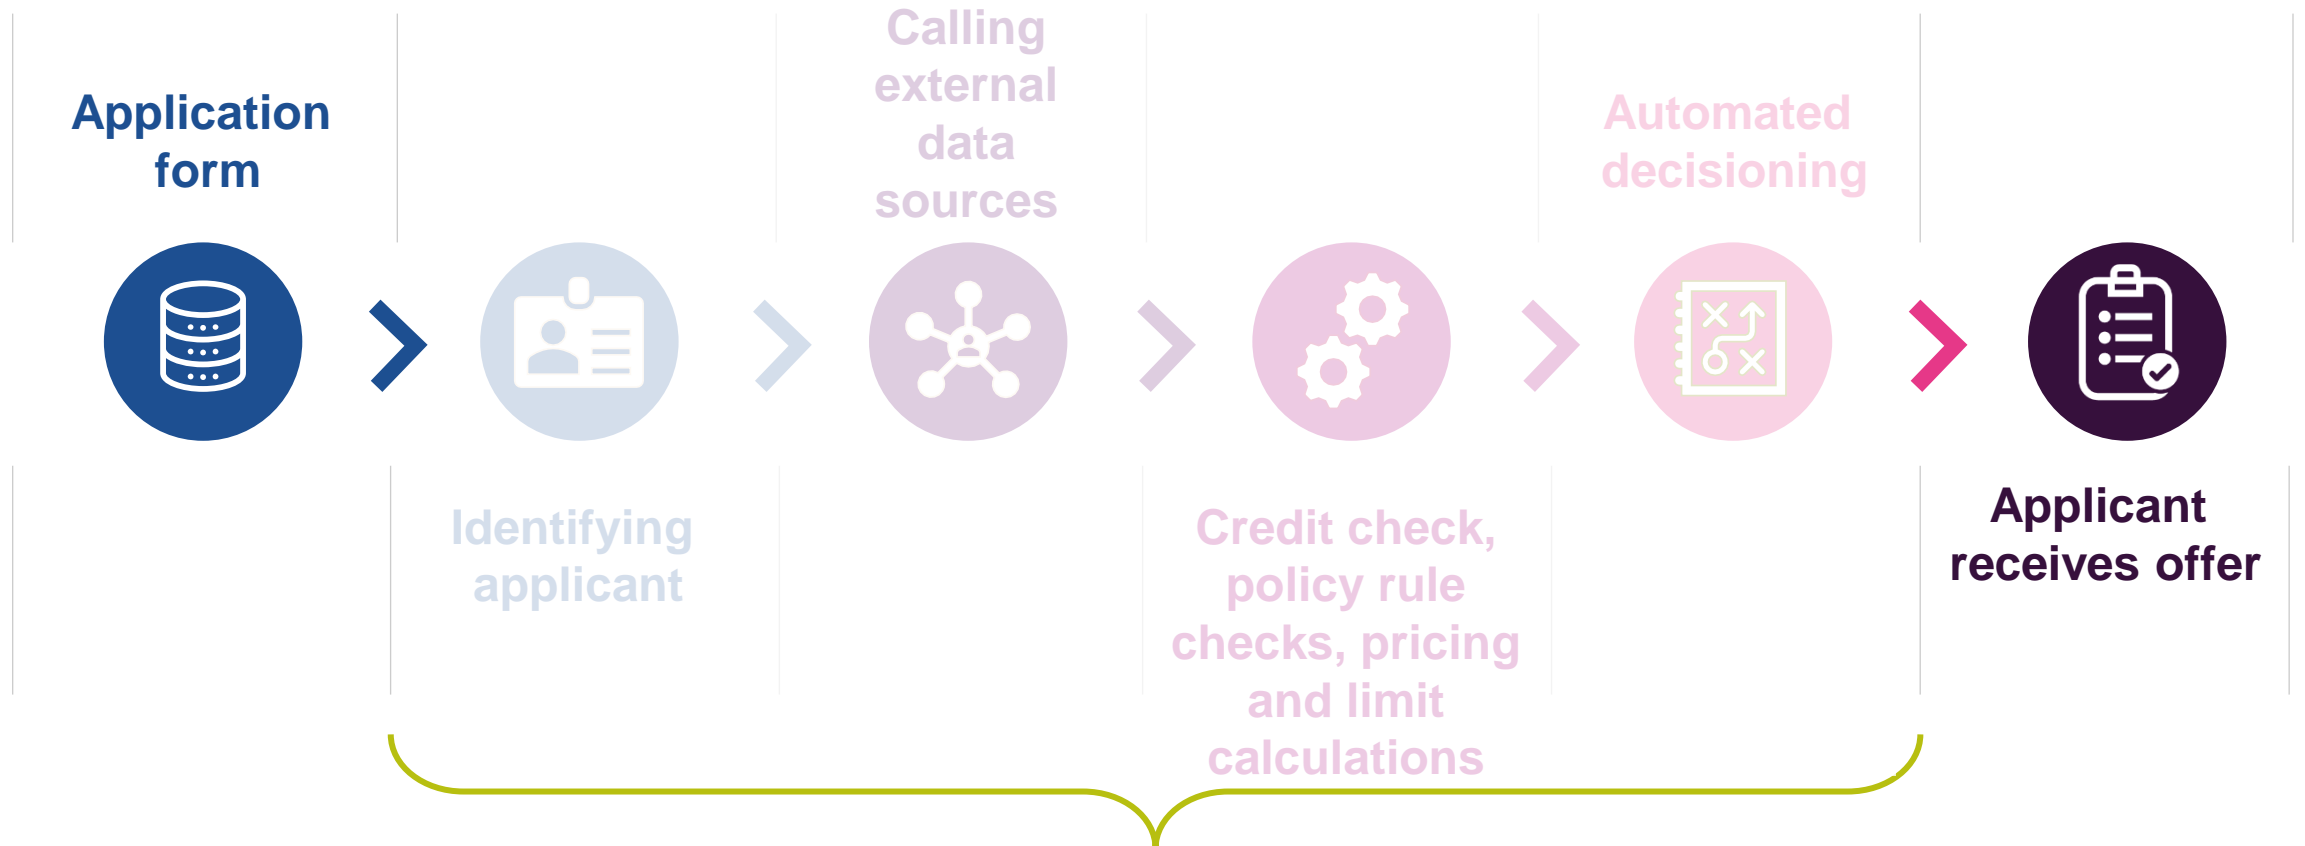 Application
form
Identifying
applicant
Calling
external
data
sources
Credit check,
policy rule
checks, pricing
and limit
calculations
Automated
decisioning
Applicant
receives offer